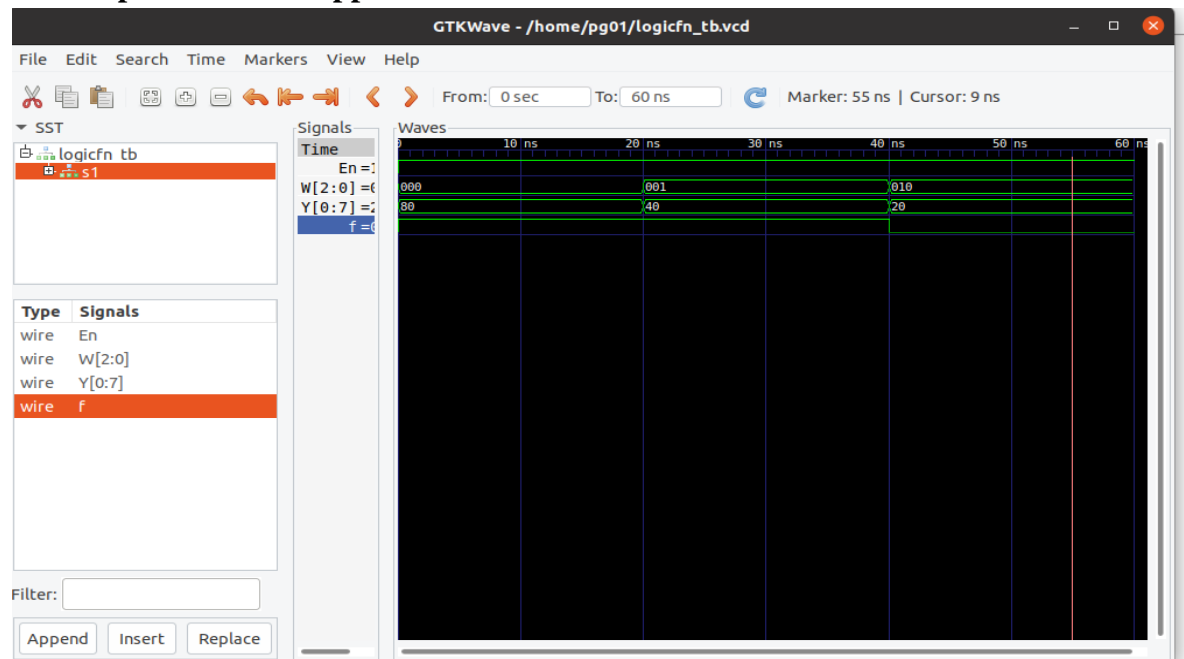 GTKWave - /home/pg01/logicfn_tb.vcd
File Edit Search Time Markers View Help
From: 0 sec To: 60 ns Marker: 55 ns | Cursor: 9 ns
SST
logicfn_tb
s1
Type Signals
wire En
wire W[2:0]
wire Y[0:7]
wire f
Filter:
Append Insert Replace
Signals
Time
En =1
W[2:0] =
Y[0:7] =
f =
Waves
0 10 ns 20 ns 30 ns 40 ns 50 ns 60 ns
000 001 010
80 40 20